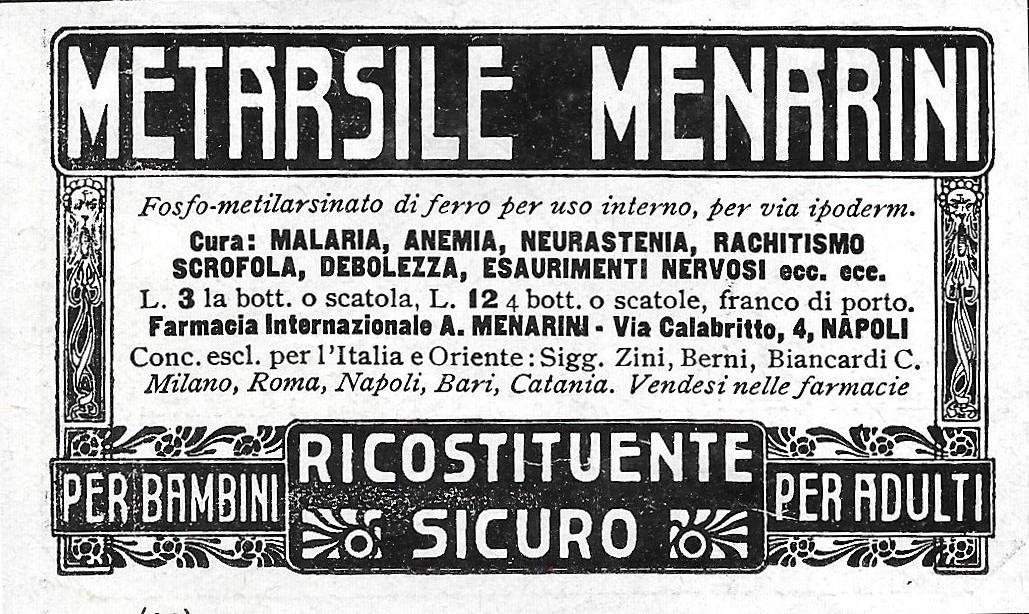 METARSILE MENARINI
Fosfo-metilarsinato di ferro per uso interno, per via ipoderm.
Cura: MALARIA, ANEMIA, NEURASTENIA, RACHITISMO
SCROFOLA, DEBOLEZZA, ESAURIMENTI NERVOSI ecc. ecc.
L. 3 la bott. o scatola, L. 12 4 bott. o scatole, franco di porto.
Farmacia Internazionale A. MENARINI - Via Calabritto, 4, NAPOLI
Conc. escl. per l'Italia e Oriente: Sigg. Zini, Berni, Biancardi C.
Milano, Roma, Napoli, Bari, Catania. Vendesi nelle farmacie
RICOSTITUENTE
PER BAMBINI
SICURO
PER ADULTI